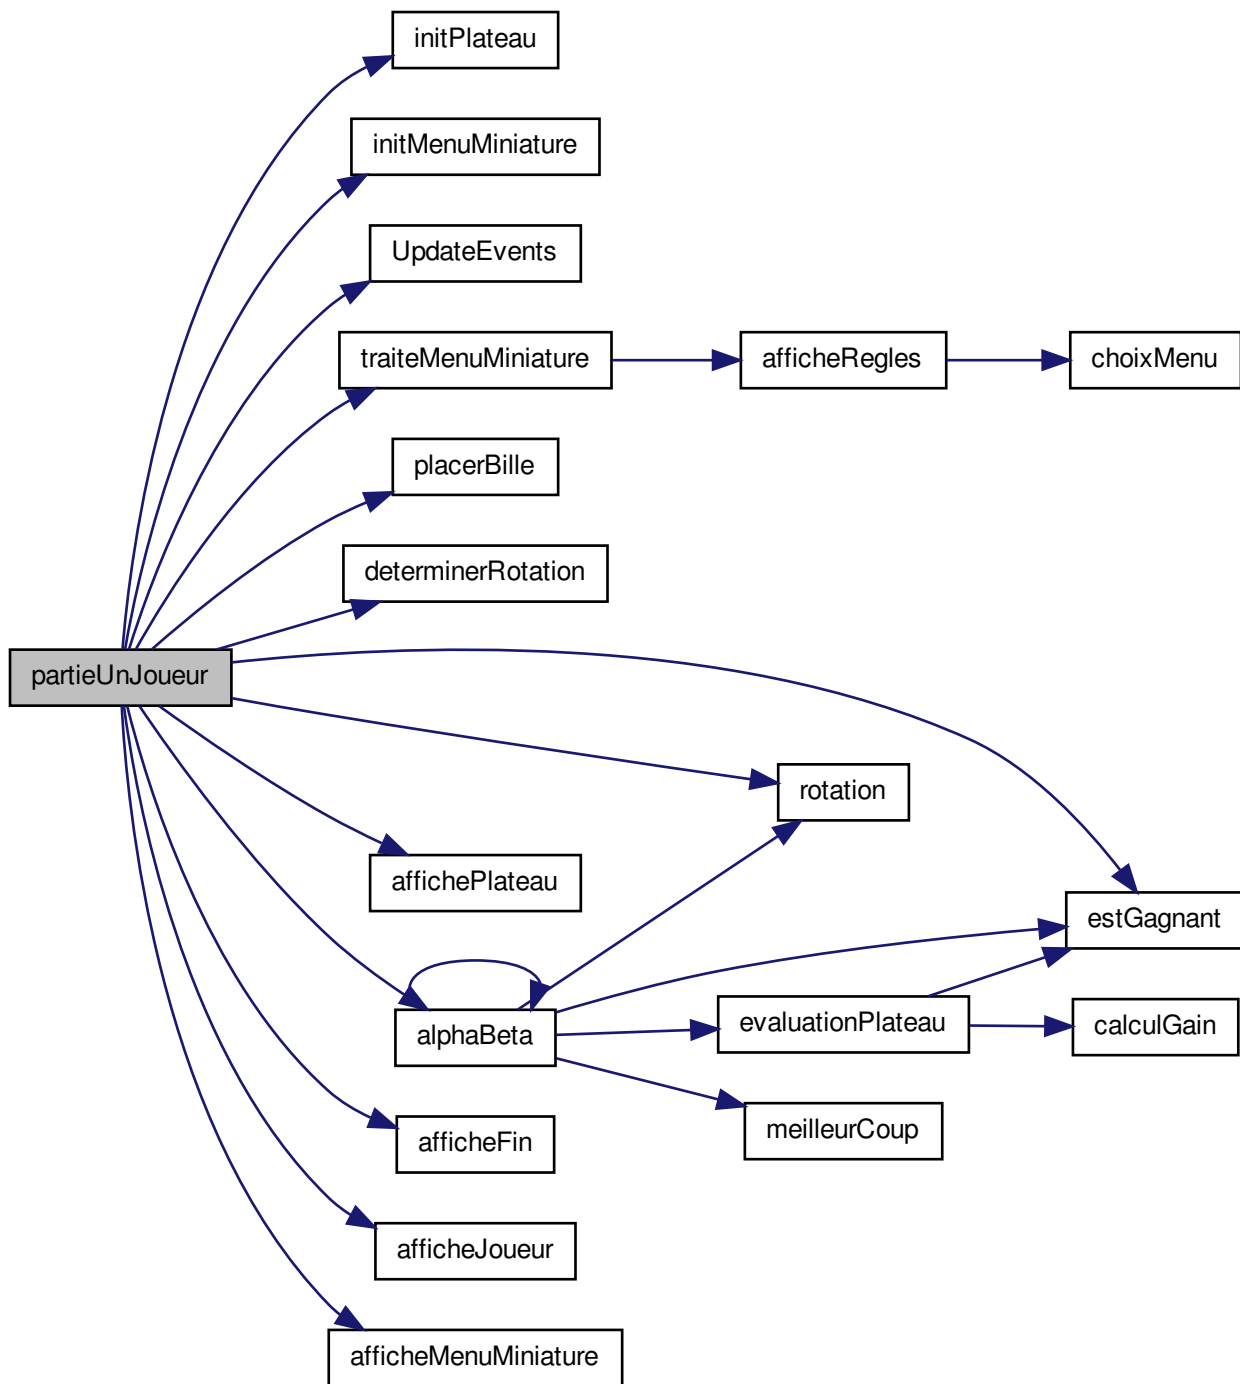 initPlateau
initMenuMiniature
UpdateEvents
traiteMenuMiniature
afficheRegles
choixMenu
placerBille
determinerRotation
partieUnJoueur
rotation
affichePlateau
estGagnant
alphaBeta
evaluationPlateau
calculGain
meilleurCoup
afficheFin
afficheJoueur
afficheMenuMiniature